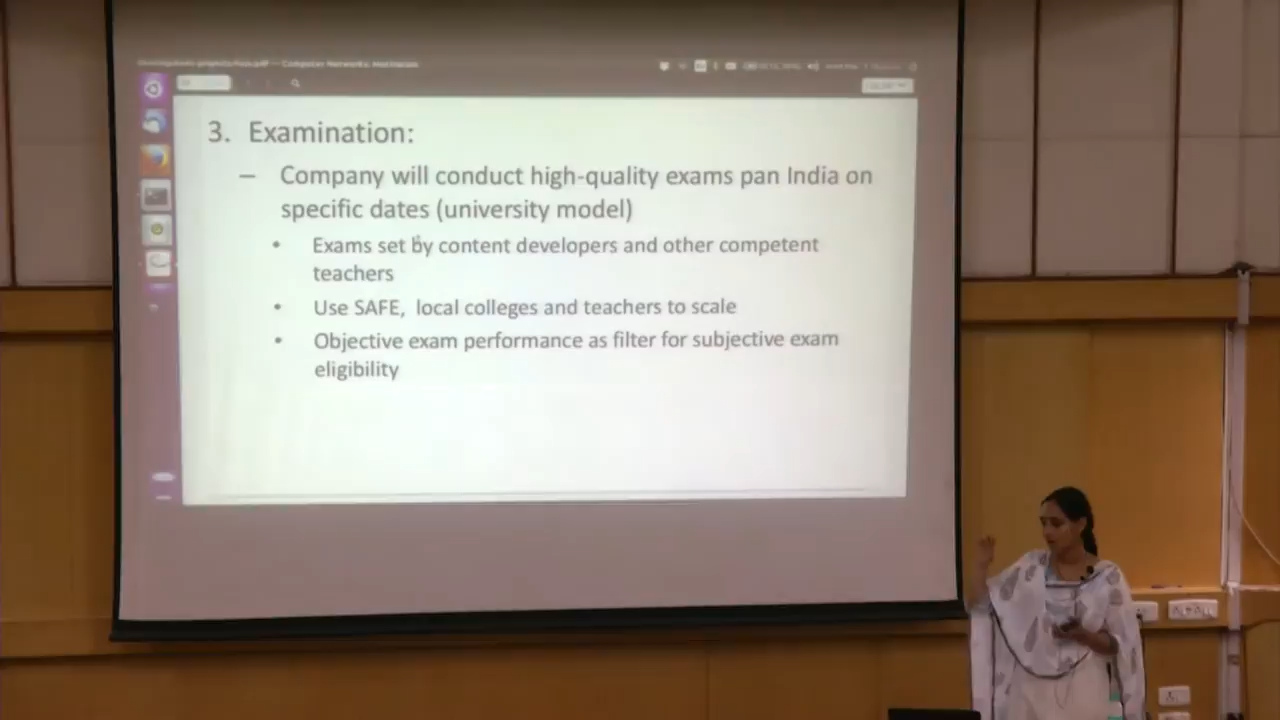 3. Examination:
– Company will conduct high-quality exams pan India on
specific dates (university model)
• Exams set by content developers and other competent
teachers
• Use SAFE, local colleges and teachers to scale
• Objective exam performance as filter for subjective exam
eligibility